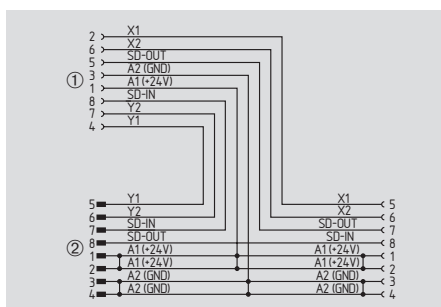 2 X1
6 X2
5 SD-OUT
① 3 A2 (GND)
1 A1 (+24V)
8 SD-IN
7 Y2
4 Y1
5 Y1 X1 5
6 Y2 X2 6
7 SD-IN SD-OUT 7
② 8 SD-OUT SD-IN 8
1 A1 (+24V) A1 (+24V) 1
2 A1 (+24V) A1 (+24V) 2
3 A2 (GND) A2 (GND) 3
4 A2 (GND) A2 (GND) 4